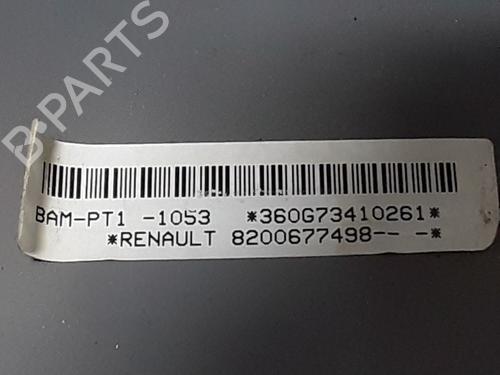 B-PARTS
BAM-PT1 -1053 *360G73410261*
*RENAULT 8200677498-- -*